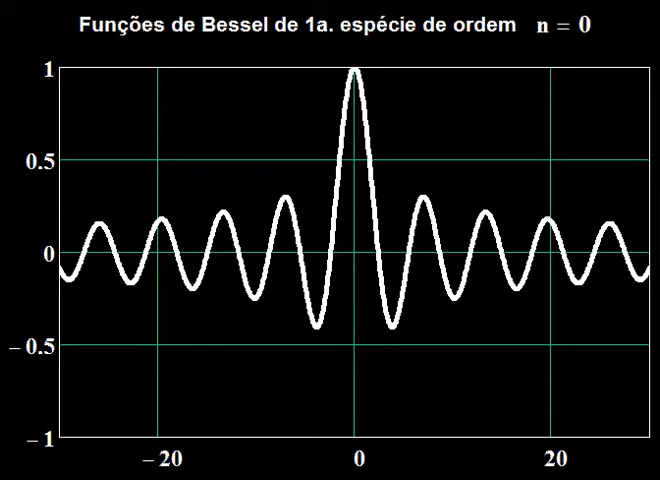 Funções de Bessel de 1a. espécie de ordem n = 0
1
0.5
0
− 0.5
− 1
− 20 0 20